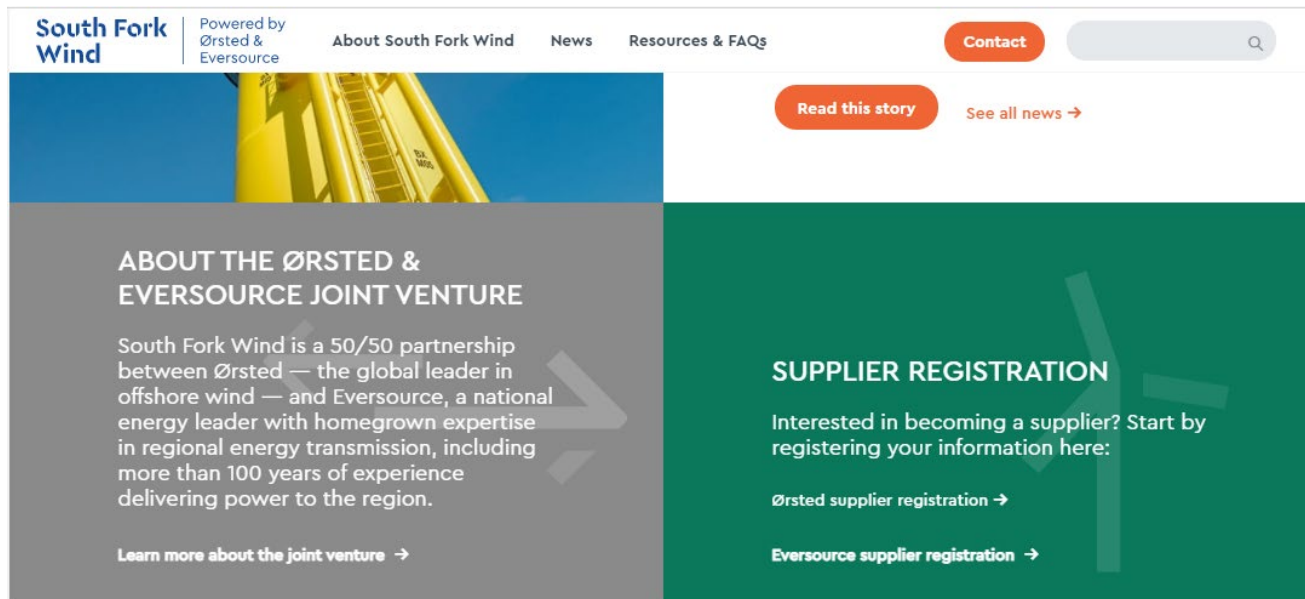 South Fork
Wind
Powered by
Ørsted &
Eversource
About South Fork Wind
News
Resources & FAQs
Contact
BX
M05
Read this story
See all news →
ABOUT THE ØRSTED &
EVERSOURCE JOINT VENTURE
South Fork Wind is a 50/50 partnership
between Ørsted — the global leader in
offshore wind — and Eversource, a national
energy leader with homegrown expertise
in regional energy transmission, including
more than 100 years of experience
delivering power to the region.
Learn more about the joint venture →
SUPPLIER REGISTRATION
Interested in becoming a supplier? Start by
registering your information here:
Ørsted supplier registration →
Eversource supplier registration →